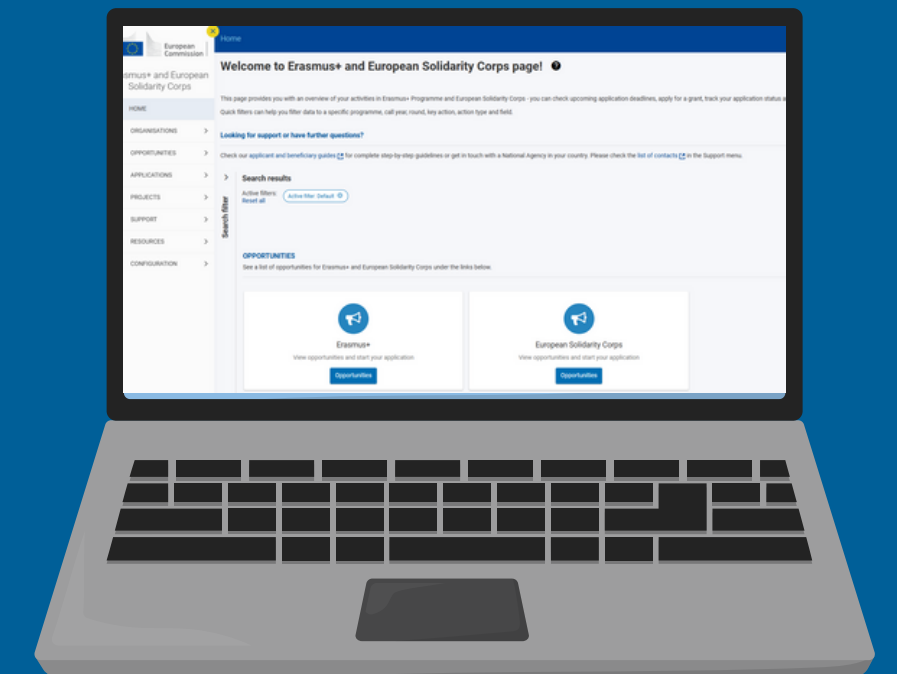 European
Commission
Home
Welcome to Erasmus+ and European Solidarity Corps page!
smus+ and European
Solidarity Corps
This page provides you with an overview of your activities in Erasmus+ Programme and European Solidarity Corps - you can check upcoming application deadlines, apply for a grant, track your application status a
Quick filters can help you filter data to a specific programme, call year, round, key action, action type and field.
HOME
ORGANISATIONS
OPPORTUNITIES
APPLICATIONS
PROJECTS
SUPPORT
RESOURCES
CONFIGURATION
Looking for support or have further questions?
Check our applicant and beneficiary guides for complete step-by-step guidelines or get in touch with a National Agency in your country. Please check the list of contacts in the Support menu.
Search filter
Search results
Active filters:
Reset all
Active filter: Default
OPPORTUNITIES
See a list of opportunities for Erasmus+ and European Solidarity Corps under the links below.
Erasmus+
View opportunities and start your application
Opportunities
European Solidarity Corps
View opportunities and start your application
Opportunities